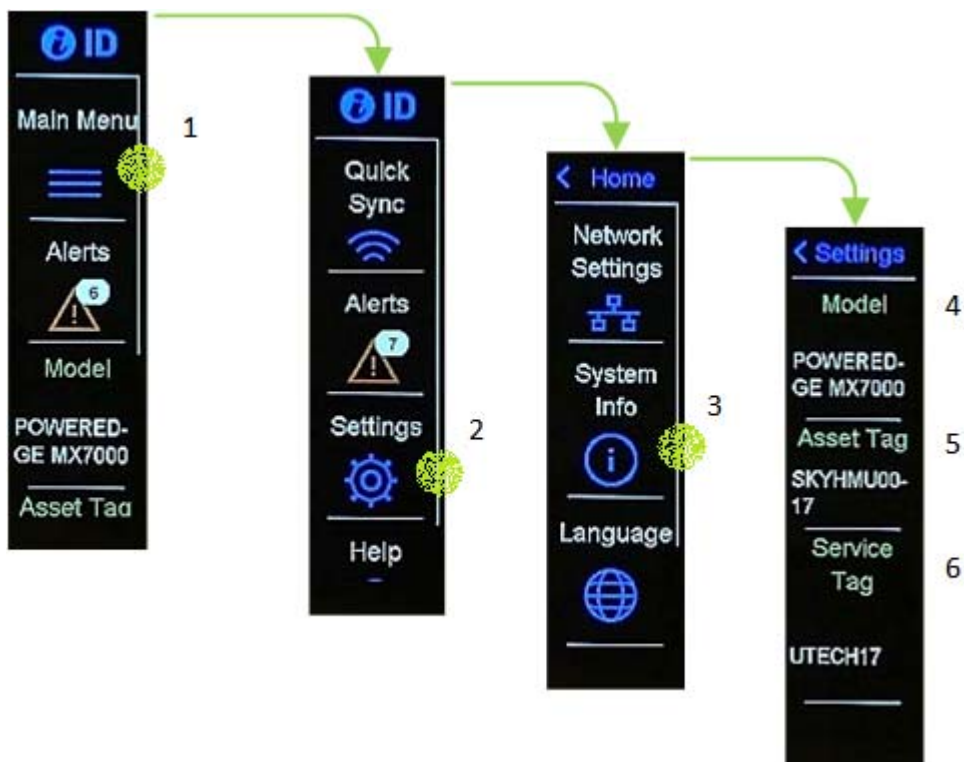 i ID
Main Menu
1
Alerts
6
Model
POWERED-
GE MX7000
Asset Tag
i ID
Quick
Sync
Alerts
7
Settings
2
Help
< Home
Network
Settings
System
Info
3
i
Language
< Settings
Model
4
POWERED-
GE MX7000
Asset Tag
5
SKYHMU00-
17
Service
Tag
6
UTECH17